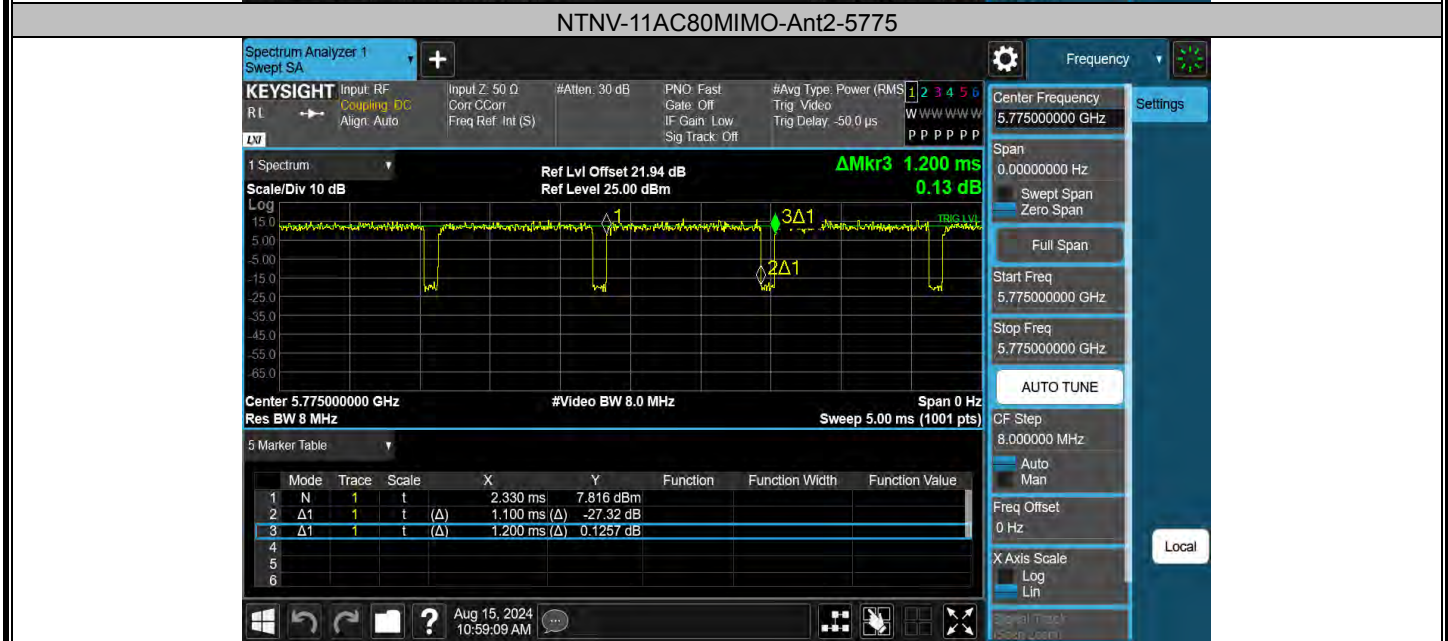 NTNV-11AC80MIMO-Ant2-5775
Spectrum Analyzer 1
Swept SA
+
Frequency
KEYSIGHT
RL
LXI
Input: RF
Coupling: DC
Align: Auto
Input Z: 50 Ω
Corr CCorr
Freq Ref: Int (S)
#Atten: 30 dB
PNO: Fast
Gate: Off
IF Gain: Low
Sig Track: Off
#Avg Type: Power (RMS
Trig: Video
Trig Delay: -50.0 µs
1 2 3 4 5 6
W W W W W W
P P P P P P
Center Frequency
5.775000000 GHz
Settings
Span
0.00000000 Hz
Swept Span
Zero Span
Full Span
Start Freq
5.775000000 GHz
Stop Freq
5.775000000 GHz
AUTO TUNE
CF Step
8.000000 MHz
Auto
Man
Freq Offset
0 Hz
X Axis Scale
Log
Lin
Local
1 Spectrum
Scale/Div 10 dB
Ref Lvl Offset 21.94 dB
Ref Level 25.00 dBm
ΔMkr3 1.200 ms
0.13 dB
Log
15.0
5.00
-5.00
-15.0
-25.0
-35.0
-45.0
-55.0
-65.0
1
3Δ1
2Δ1
TRIG LVL
Center 5.775000000 GHz
#Video BW 8.0 MHz
Span 0 Hz
Res BW 8 MHz
Sweep 5.00 ms (1001 pts)
5 Marker Table
Mode Trace Scale X Y Function Function Width Function Value
1 N 1 t 2.330 ms 7.816 dBm
2 Δ1 1 t (Δ) 1.100 ms (Δ) -27.32 dB
3 Δ1 1 t (Δ) 1.200 ms (Δ) 0.1257 dB
4
5
6
?
Aug 15, 2024
10:59:09 AM